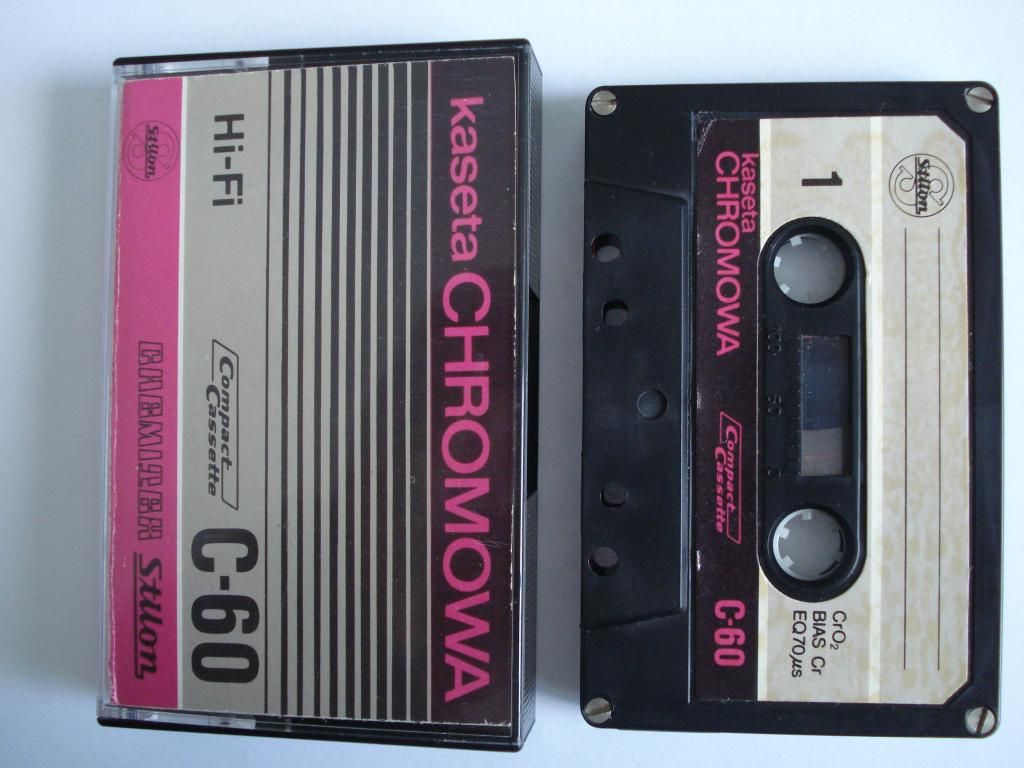 Stilon
Hi-Fi
Compact
Cassette
C-60
kaseta CHROMOWA
Stilon
Stilon
1
kaseta
CHROMOWA
Compact
Cassette
C-60
100 50 0
CrO₂
BIAS Cr
EQ70µs